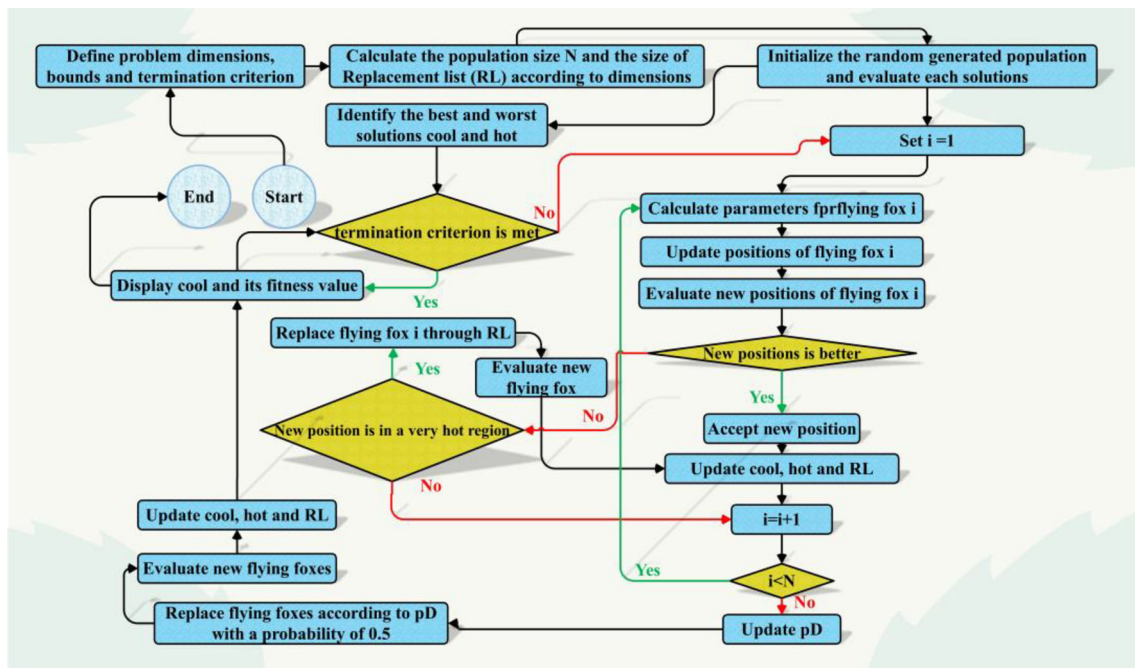 Define problem dimensions,
bounds and termination criterion
Calculate the population size N and the size of
Replacement list (RL) according to dimensions
Initialize the random generated population
and evaluate each solutions
Identify the best and worst
solutions cool and hot
Set i =1
End
Start
No
termination criterion is met
Calculate parameters fprflying fox i
Update positions of flying fox i
Display cool and its fitness value
Yes
Evaluate new positions of flying fox i
Replace flying fox i through RL
New positions is better
Yes
Evaluate new
flying fox
Yes
No
New position is in a very hot region
Accept new position
Update cool, hot and RL
No
Update cool, hot and RL
i=i+1
Evaluate new flying foxes
Yes
i<N
No
Replace flying foxes according to pD
with a probability of 0.5
Update pD